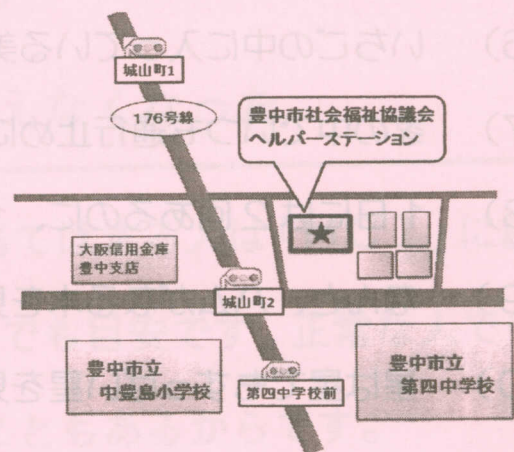 城山町1
176号線
豊中市社会福祉協議会
ヘルパーステーション
大阪信用金庫
豊中支店
城山町2
豊中市立
中豊島小学校
第四中学校前
豊中市立
第四中学校